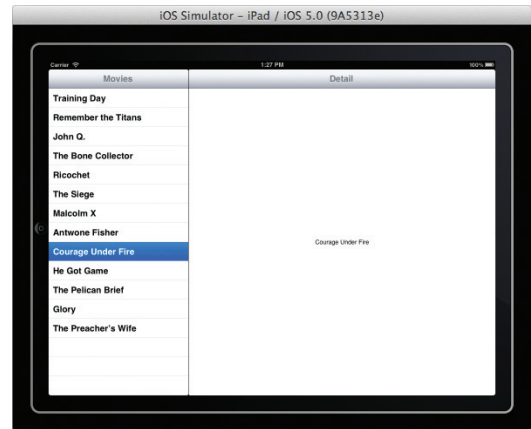 iOS Simulator – iPad / iOS 5.0 (9A5313e)
Carrier 1:27 PM 100%
Movies
Detail
Training Day
Remember the Titans
John Q.
The Bone Collector
Ricochet
The Siege
Malcolm X
Antwone Fisher
Courage Under Fire
He Got Game
The Pelican Brief
Glory
The Preacher's Wife
Courage Under Fire